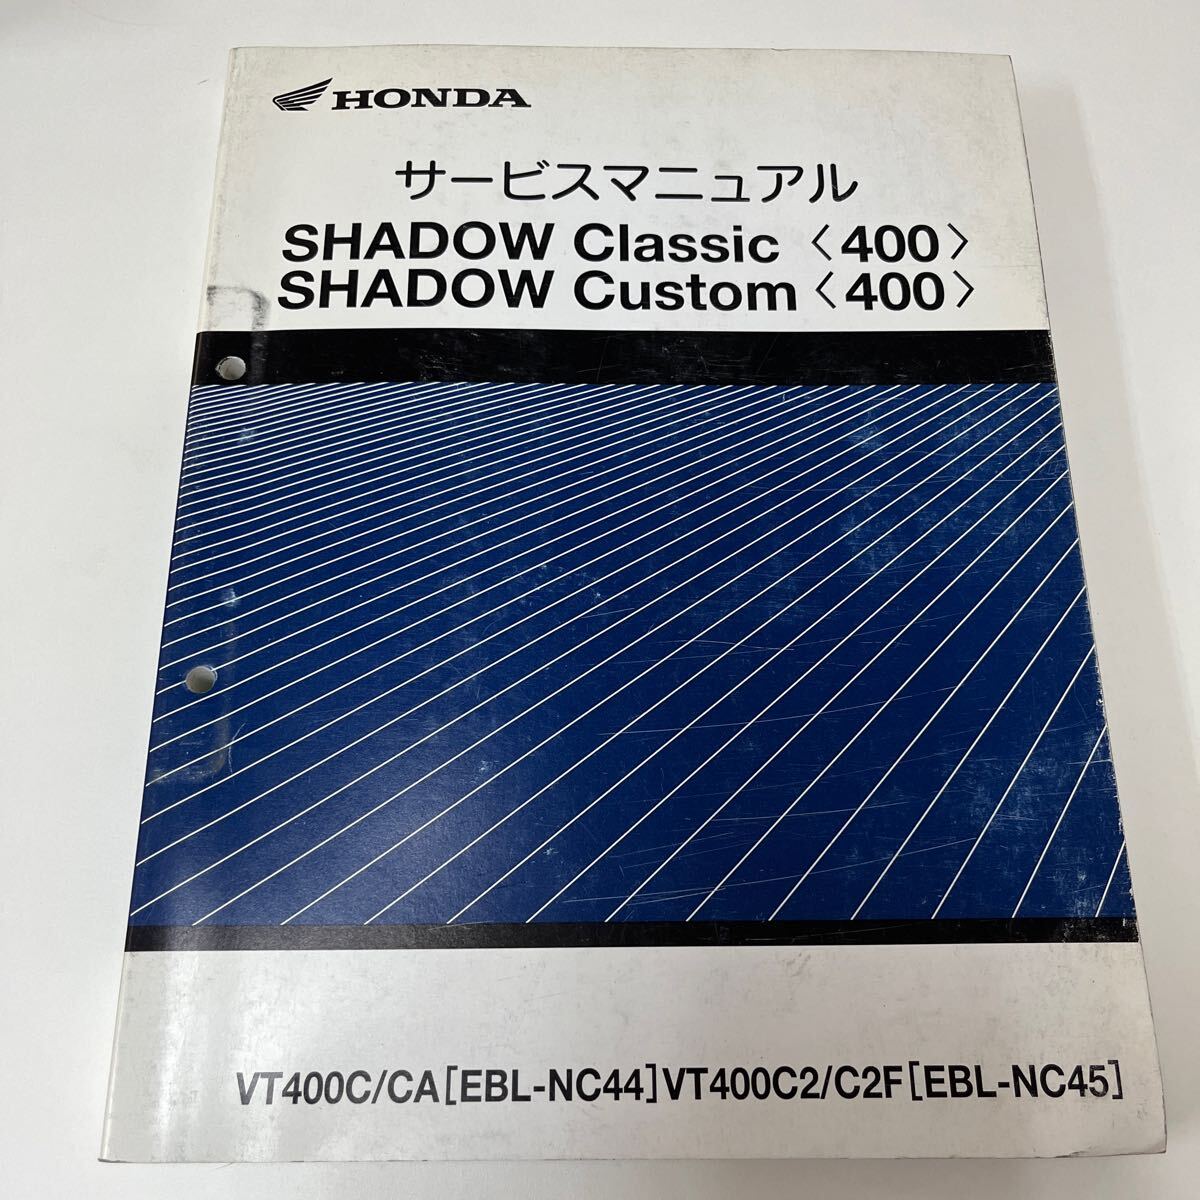 HONDA
サービスマニュアル
SHADOW Classic〈400〉
SHADOW Custom〈400〉
VT400C/CA[EBL-NC44]VT400C2/C2F[EBL-NC45]